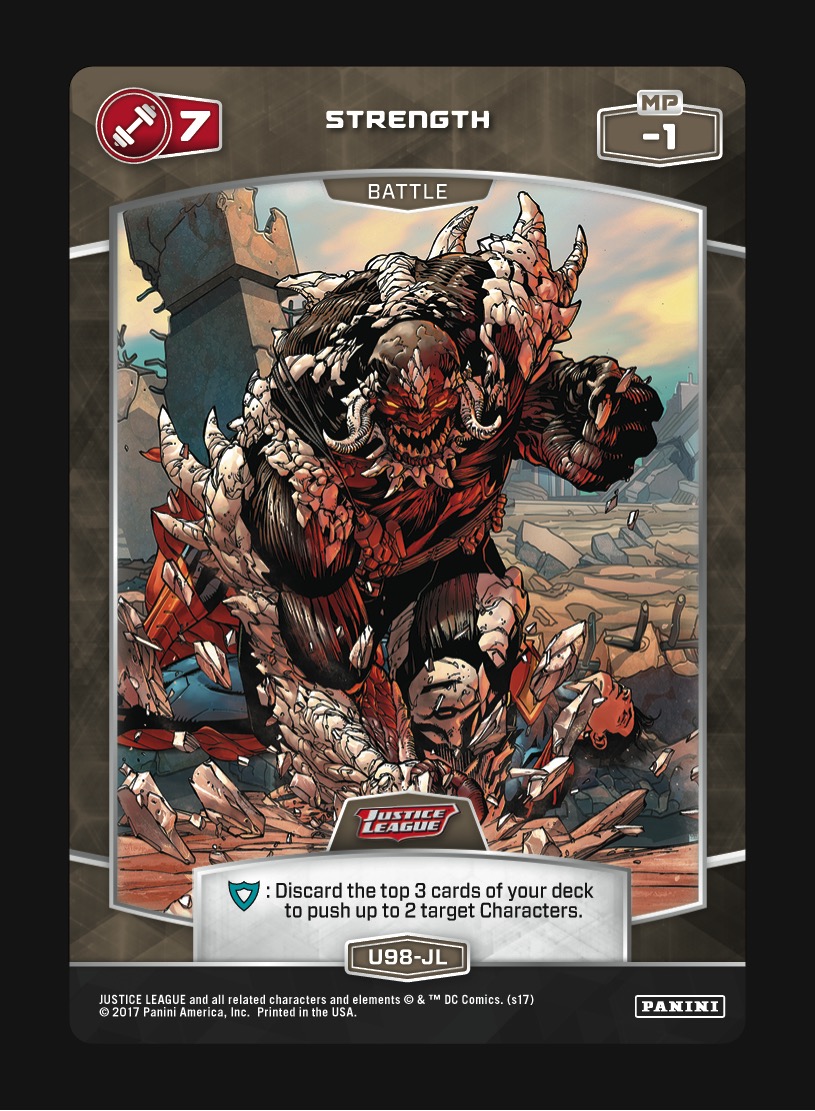 7
STRENGTH
MP
-1
BATTLE
JUSTICE
LEAGUE
: Discard the top 3 cards of your deck
to push up to 2 target Characters.
U98-JL
JUSTICE LEAGUE and all related characters and elements © & ™ DC Comics. (s17)
© 2017 Panini America, Inc.  Printed in the USA.
PANINI